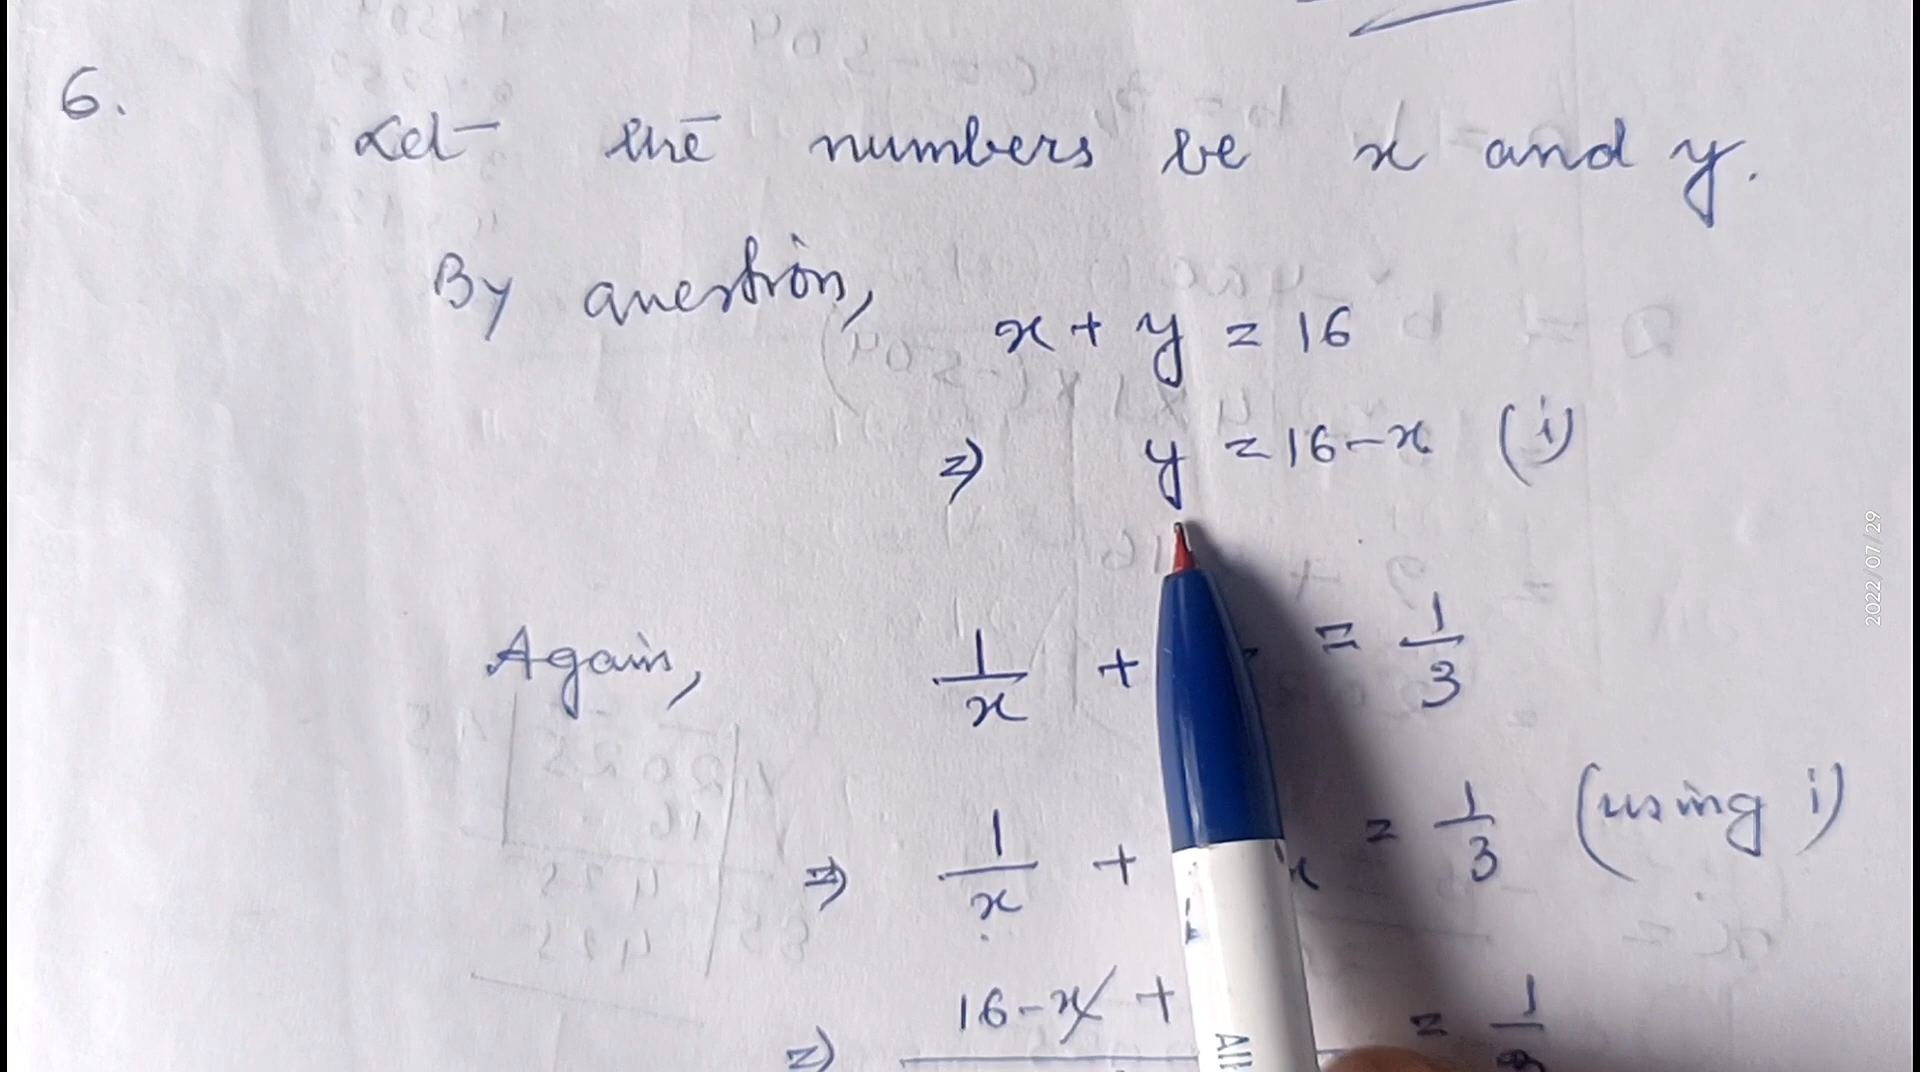 6.
Let the numbers be x and y.
By question,
x + y = 16
⇒ y = 16 - x (i)
Again, 1/x + = 1/3
⇒ 1/x + x = 1/3 (using i)
⇒ 16 - x + = 1/3
2022/07/29